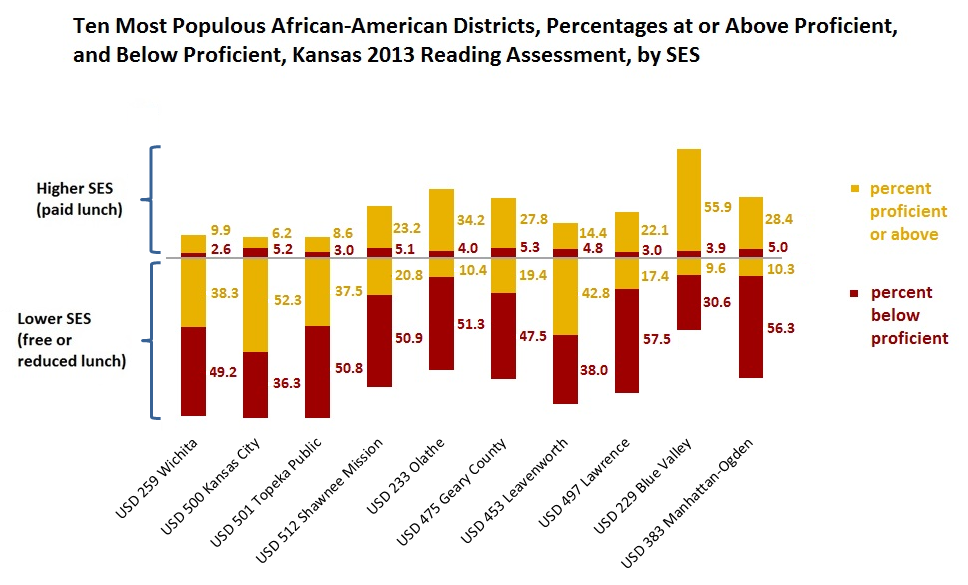 Ten Most Populous African-American Districts, Percentages at or Above Proficient,
and Below Proficient, Kansas 2013 Reading Assessment, by SES
Higher SES
(paid lunch)
9.9
2.6
6.2
5.2
8.6
3.0
23.2
5.1
34.2
4.0
27.8
5.3
14.4
4.8
22.1
3.0
55.9
3.9
28.4
5.0
percent
proficient
or above
Lower SES
(free or
reduced lunch)
38.3
49.2
52.3
36.3
37.5
50.8
20.8
50.9
10.4
51.3
19.4
47.5
42.8
38.0
17.4
57.5
9.6
30.6
10.3
56.3
percent
below
proficient
USD 259 Wichita
USD 500 Kansas City
USD 501 Topeka Public
USD 512 Shawnee Mission
USD 233 Olathe
USD 475 Geary County
USD 453 Leavenworth
USD 497 Lawrence
USD 229 Blue Valley
USD 383 Manhattan-Ogden